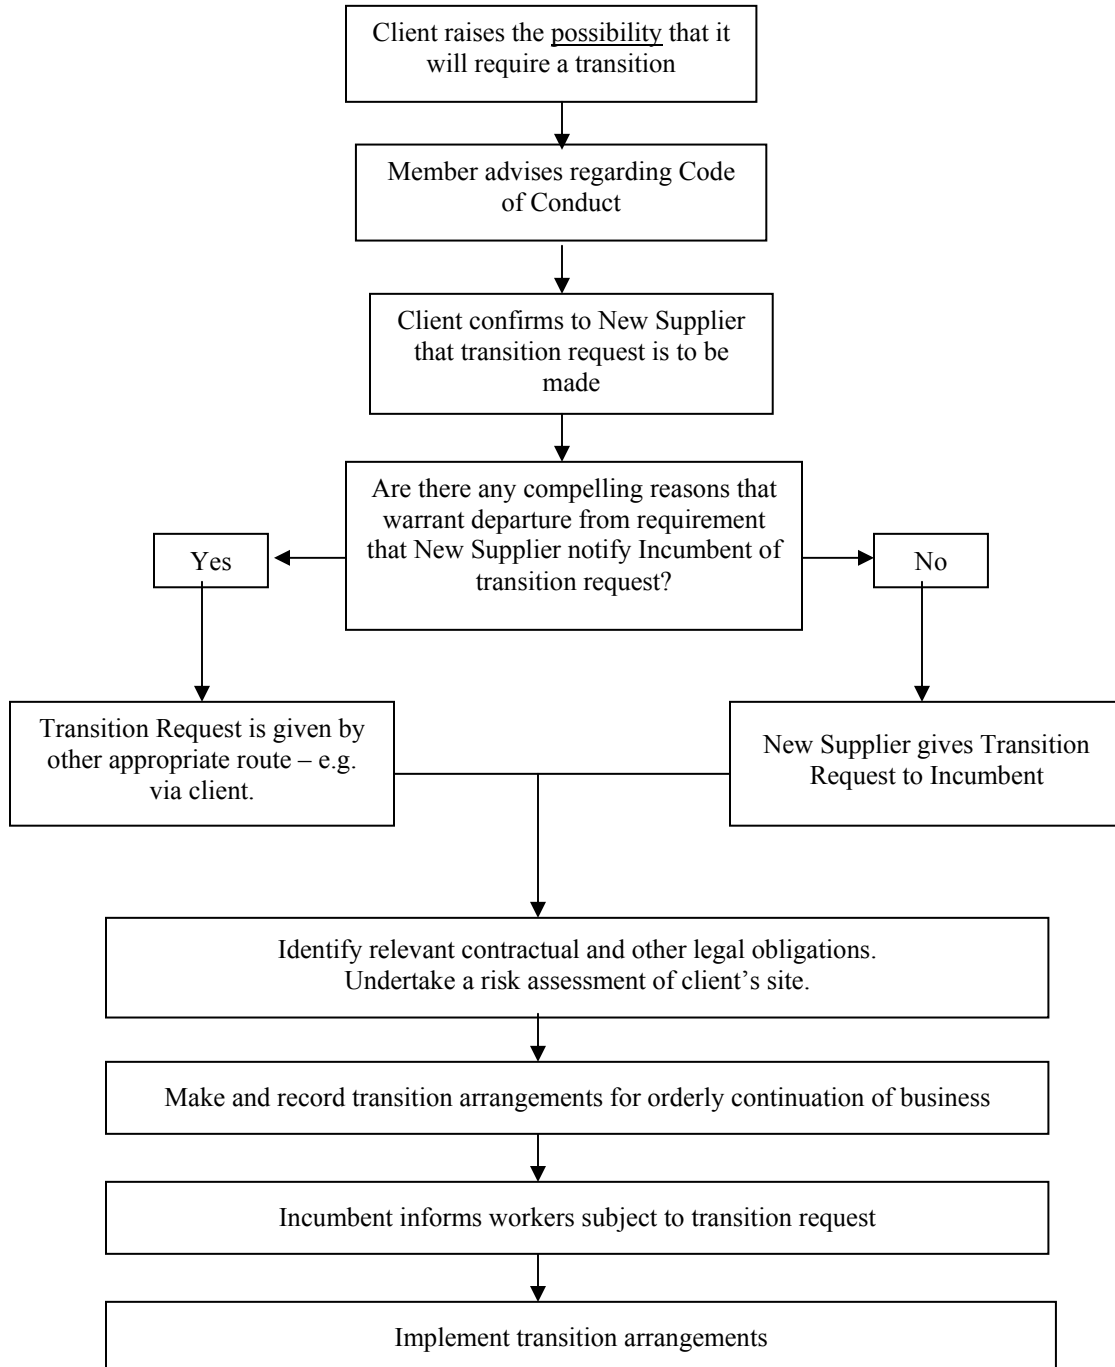 Client raises the possibility that it
will require a transition
Member advises regarding Code
of Conduct
Client confirms to New Supplier
that transition request is to be
made
Are there any compelling reasons that
warrant departure from requirement
that New Supplier notify Incumbent of
transition request?
Yes
No
Transition Request is given by
other appropriate route – e.g.
via client.
New Supplier gives Transition
Request to Incumbent
Identify relevant contractual and other legal obligations.
Undertake a risk assessment of client’s site.
Make and record transition arrangements for orderly continuation of business
Incumbent informs workers subject to transition request
Implement transition arrangements